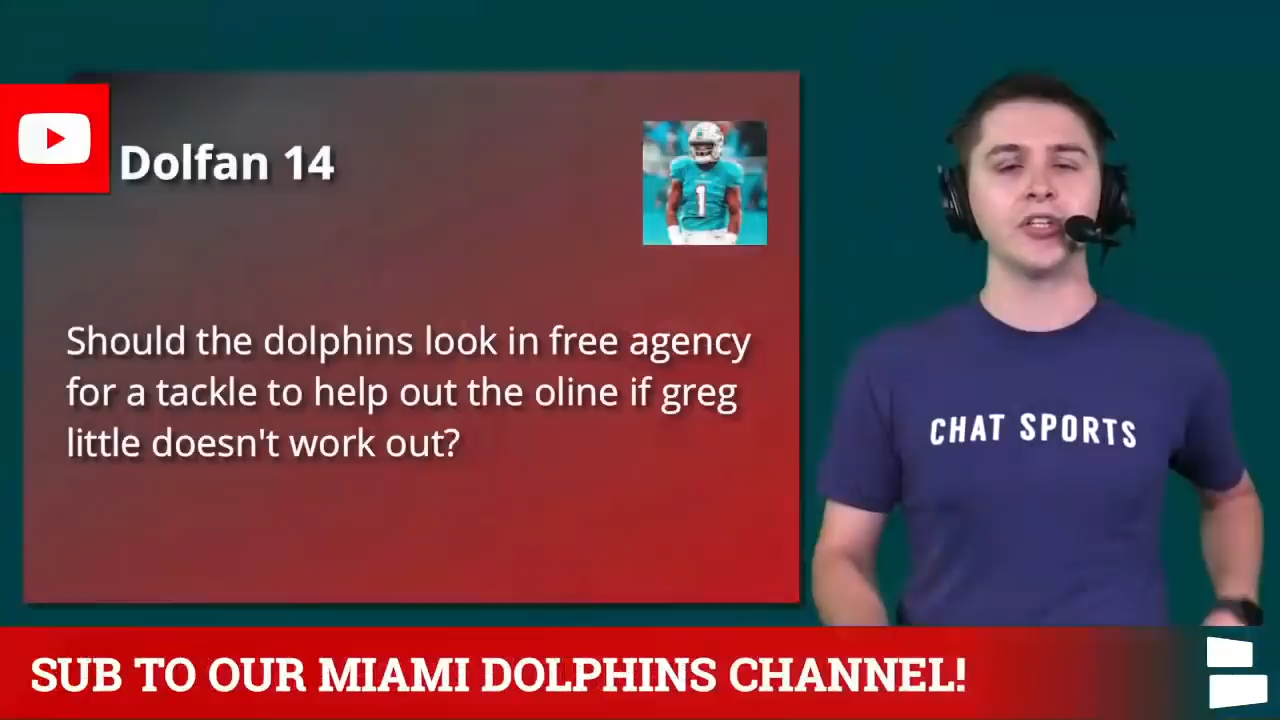 Dolfan 14
1
Should the dolphins look in free agency
for a tackle to help out the oline if greg
little doesn't work out?
CHAT SPORTS
SUB TO OUR MIAMI DOLPHINS CHANNEL!